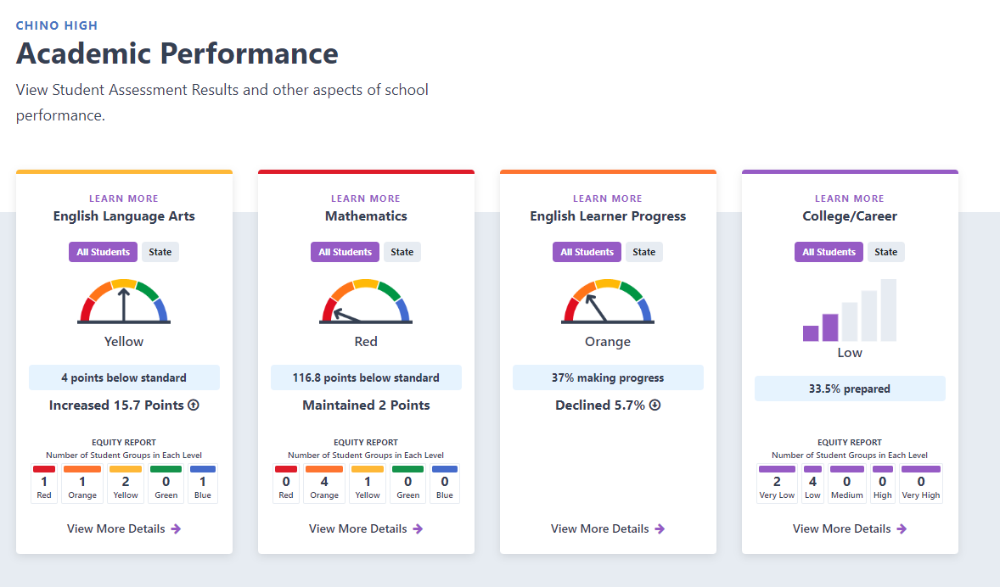 CHINO HIGH
Academic Performance
View Student Assessment Results and other aspects of school
performance.
LEARN MORE
English Language Arts
All Students State
Yellow
4 points below standard
Increased 15.7 Points
EQUITY REPORT
Number of Student Groups in Each Level
1 1 2 0 1
Red Orange Yellow Green Blue
View More Details
LEARN MORE
Mathematics
All Students State
Red
116.8 points below standard
Maintained 2 Points
EQUITY REPORT
Number of Student Groups in Each Level
0 4 1 0 0
Red Orange Yellow Green Blue
View More Details
LEARN MORE
English Learner Progress
All Students State
Orange
37% making progress
Declined 5.7%
View More Details
LEARN MORE
College/Career
All Students State
Low
33.5% prepared
EQUITY REPORT
Number of Student Groups in Each Level
2 4 0 0 0
Very Low Low Medium High Very High
View More Details